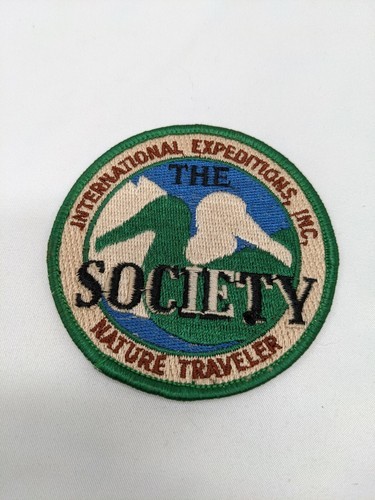 INTERNATIONAL EXPEDITIONS, INC.
THE
SOCIETY
NATURE TRAVELER